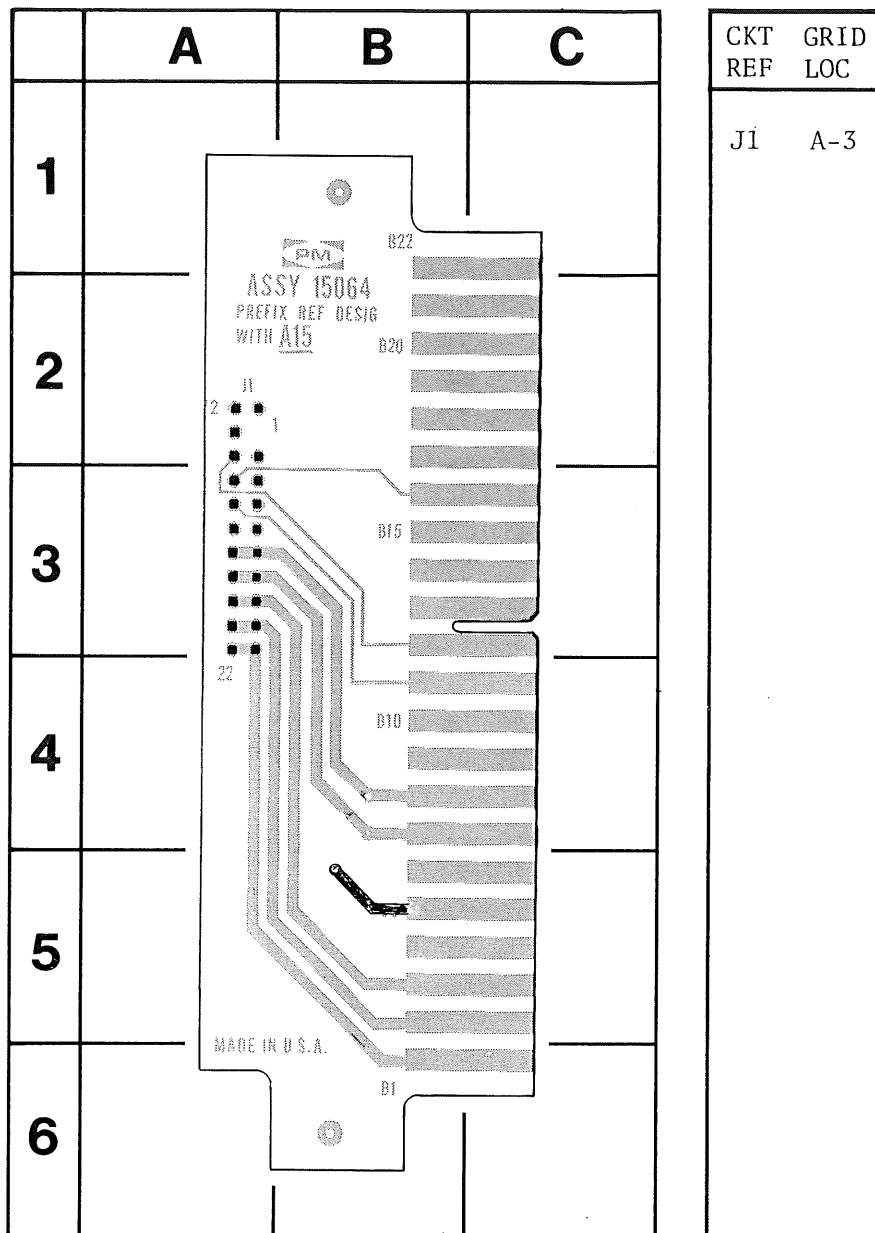 A B C
CKT GRID
REF LOC
J1 A-3
1
B22
PM
ASSY 15064
PREFIX REF DESIG
WITH A15
B20
2
J1
2
1
B15
3
22
B10
4
5
MADE IN U S.A.
B1
6